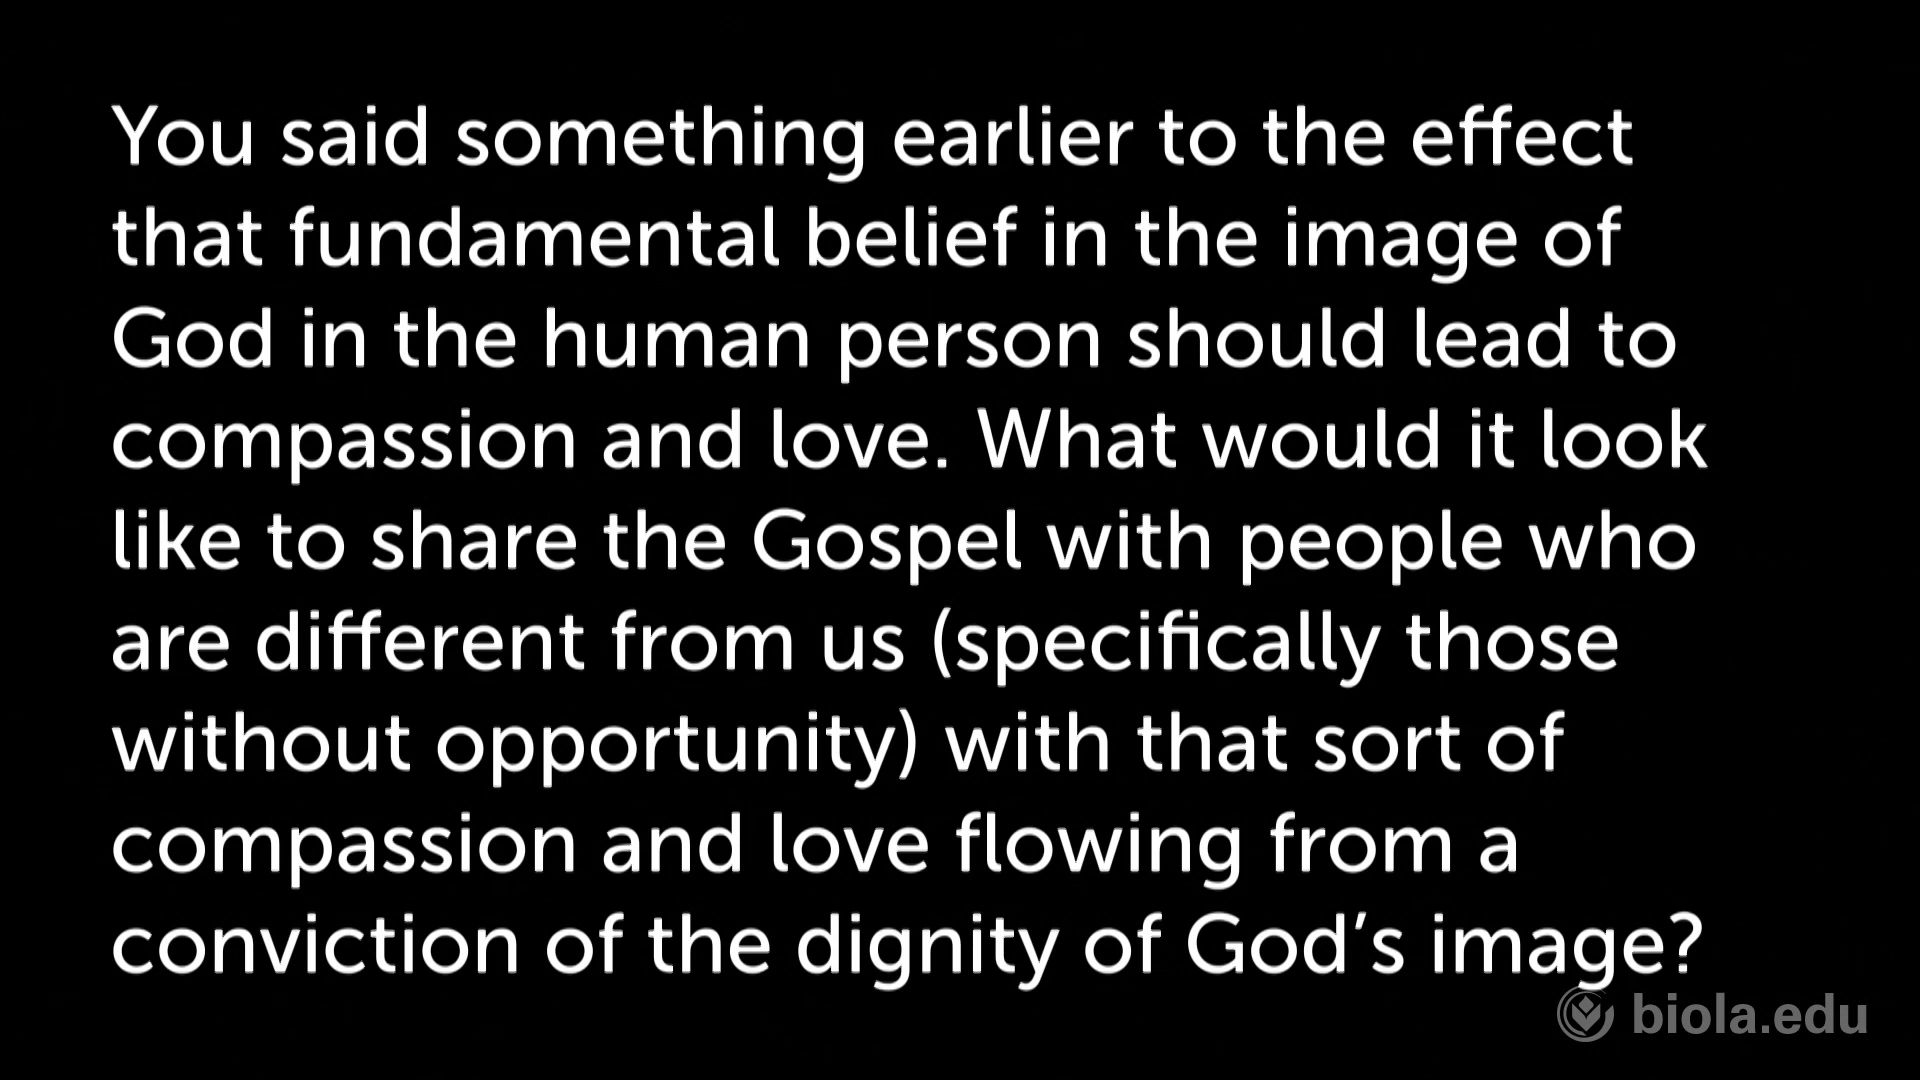 You said something earlier to the effect
that fundamental belief in the image of
God in the human person should lead to
compassion and love. What would it look
like to share the Gospel with people who
are different from us (specifically those
without opportunity) with that sort of
compassion and love flowing from a
conviction of the dignity of God’s image?
biola.edu